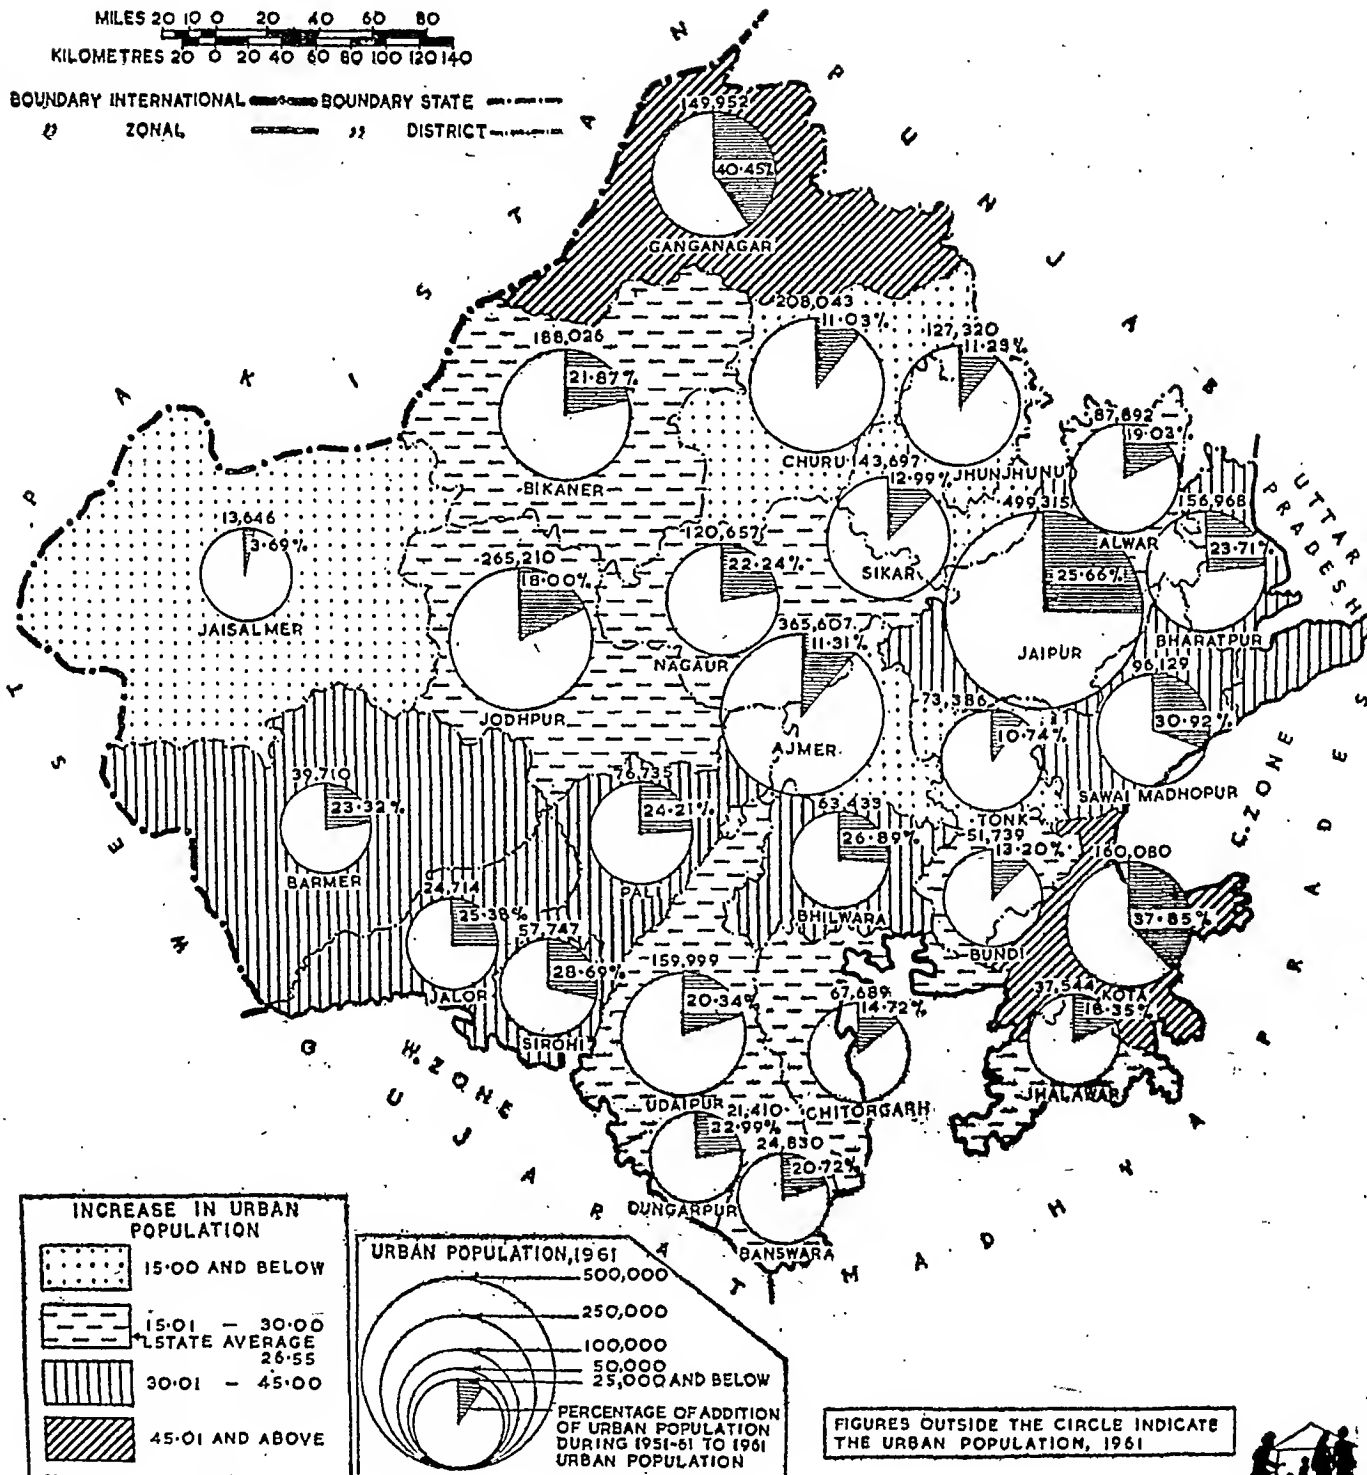 MILES 20 10 0 20 40 60 80
KILOMETRES 20 0 20 40 60 80 100 120 140
BOUNDARY INTERNATIONAL BOUNDARY STATE
" ZONAL " DISTRICT
WEST PAKISTAN
PUNJAB
UTTAR
PRADESH
MADHYA PRADESH
C. ZONE
GUJARAT
W. ZONE
149,952
40.45%
GANGANAGAR
188,026
21.87%
BIKANER
208,043
11.03%
CHURU
127,320
11.29%
JHUNJHUNU
87,892
19.03%
ALWAR
156,968
23.71%
BHARATPUR
143,697
12.99%
SIKAR
499,315
25.66%
JAIPUR
13,646
3.69%
JAISALMER
265,210
18.00%
JODHPUR
120,657
22.24%
NAGAUR
365,607
11.31%
AJMER
73,386
10.74%
TONK
96,129
30.92%
SAWAI MADHOPUR
39,710
23.32%
BARMER
76,735
24.21%
PALI
63,433
26.89%
BHILWARA
51,739
13.20%
BUNDI
160,080
37.85%
KOTA
24,714
25.38%
JALOR
57,747
28.69%
SIROHI
159,999
20.34%
UDAIPUR
67,689
14.72%
CHITORGARH
37,544
18.35%
JHALAWAR
21,410
22.99%
DUNGARPUR
24,830
20.72%
BANSWARA
INCREASE IN URBAN
POPULATION
15.00 AND BELOW
15.01 - 30.00
STATE AVERAGE
26.55
30.01 - 45.00
45.01 AND ABOVE
URBAN POPULATION, 1961
500,000
250,000
100,000
50,000
25,000 AND BELOW
PERCENTAGE OF ADDITION
OF URBAN POPULATION
DURING 1951-61 TO 1961
URBAN POPULATION
FIGURES OUTSIDE THE CIRCLE INDICATE
THE URBAN POPULATION, 1961